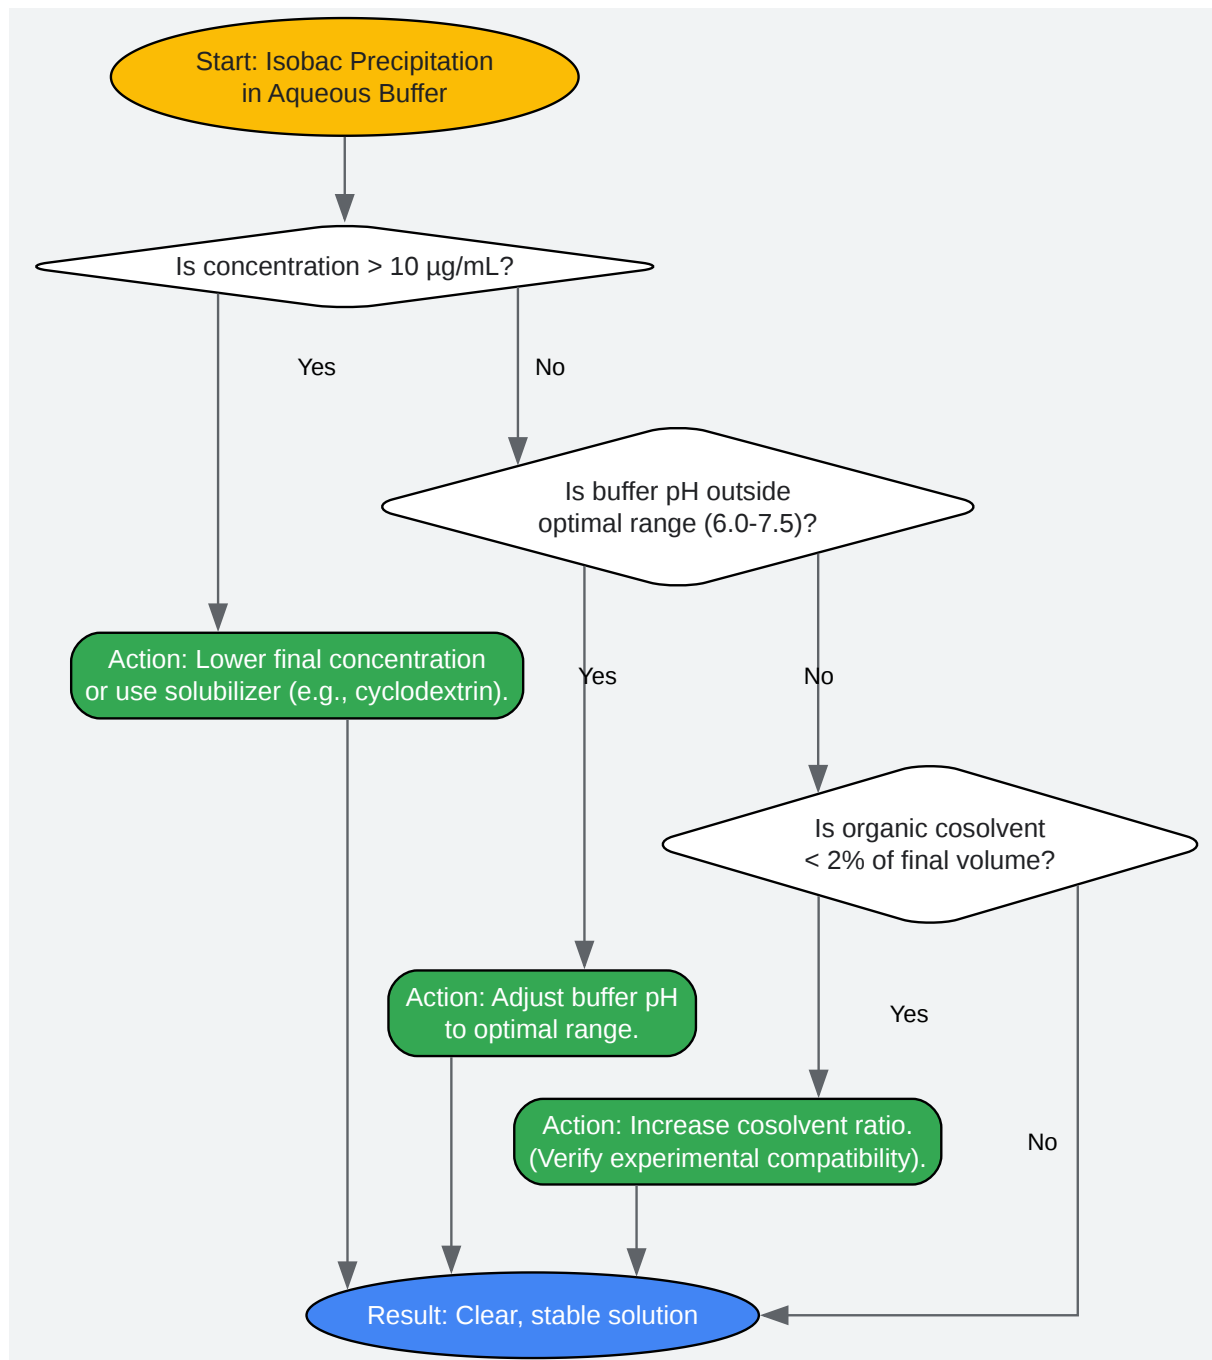 Start: Isobac Precipitation
in Aqueous Buffer
Is concentration > 10 µg/mL?
Yes
No
Is buffer pH outside
optimal range (6.0-7.5)?
Action: Lower final concentration
or use solubilizer (e.g., cyclodextrin).
Yes
No
Is organic cosolvent
< 2% of final volume?
Action: Adjust buffer pH
to optimal range.
Yes
Action: Increase cosolvent ratio.
(Verify experimental compatibility).
No
Result: Clear, stable solution